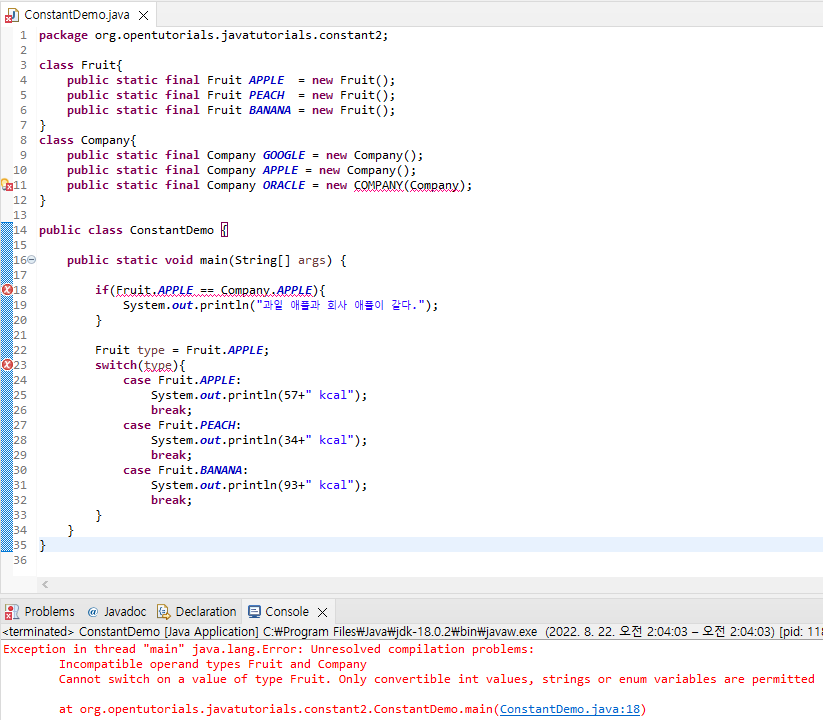 ConstantDemo.java
1 package org.opentutorials.javatutorials.constant2;
2
3 class Fruit{
4 public static final Fruit APPLE  = new Fruit();
5 public static final Fruit PEACH  = new Fruit();
6 public static final Fruit BANANA = new Fruit();
7 }
8 class Company{
9 public static final Company GOOGLE = new Company();
10 public static final Company APPLE = new Company();
11 public static final Company ORACLE = new COMPANY(Company);
12 }
13
14 public class ConstantDemo {
15
16 public static void main(String[] args) {
17
18 if(Fruit.APPLE == Company.APPLE){
19 System.out.println("과일 애플과 회사 애플이 같다.");
20 }
21
22 Fruit type = Fruit.APPLE;
23 switch(type){
24 case Fruit.APPLE:
25 System.out.println(57+" kcal");
26 break;
27 case Fruit.PEACH:
28 System.out.println(34+" kcal");
29 break;
30 case Fruit.BANANA:
31 System.out.println(93+" kcal");
32 break;
33 }
34 }
35 }
36
Problems @ Javadoc Declaration Console
<terminated> ConstantDemo [Java Application] C:₩Program Files₩Java₩jdk-18.0.2₩bin₩javaw.exe (2022. 8. 22. 오전 2:04:03 – 오전 2:04:03) [pid: 118
Exception in thread "main" java.lang.Error: Unresolved compilation problems:
Incompatible operand types Fruit and Company
Cannot switch on a value of type Fruit. Only convertible int values, strings or enum variables are permitted
at org.opentutorials.javatutorials.constant2.ConstantDemo.main(ConstantDemo.java:18)